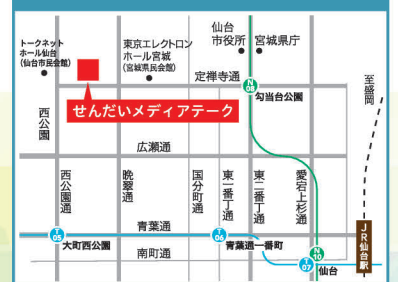 トークネット
ホール仙台
(仙台市民会館)
東京エレクトロン
ホール宮城
(宮城県民会館)
仙台
市役所
宮城県庁
定禅寺通
至盛岡
N
08
勾当台公園
せんだいメディアテーク
西公園
広瀬通
西公園通
晩翠通
国分町通
東一番丁通
東二番丁通
愛宕上杉通
青葉通
T
05
大町西公園
T
06
青葉通一番町
南町通
N
10
T
07
仙台
JR仙台駅